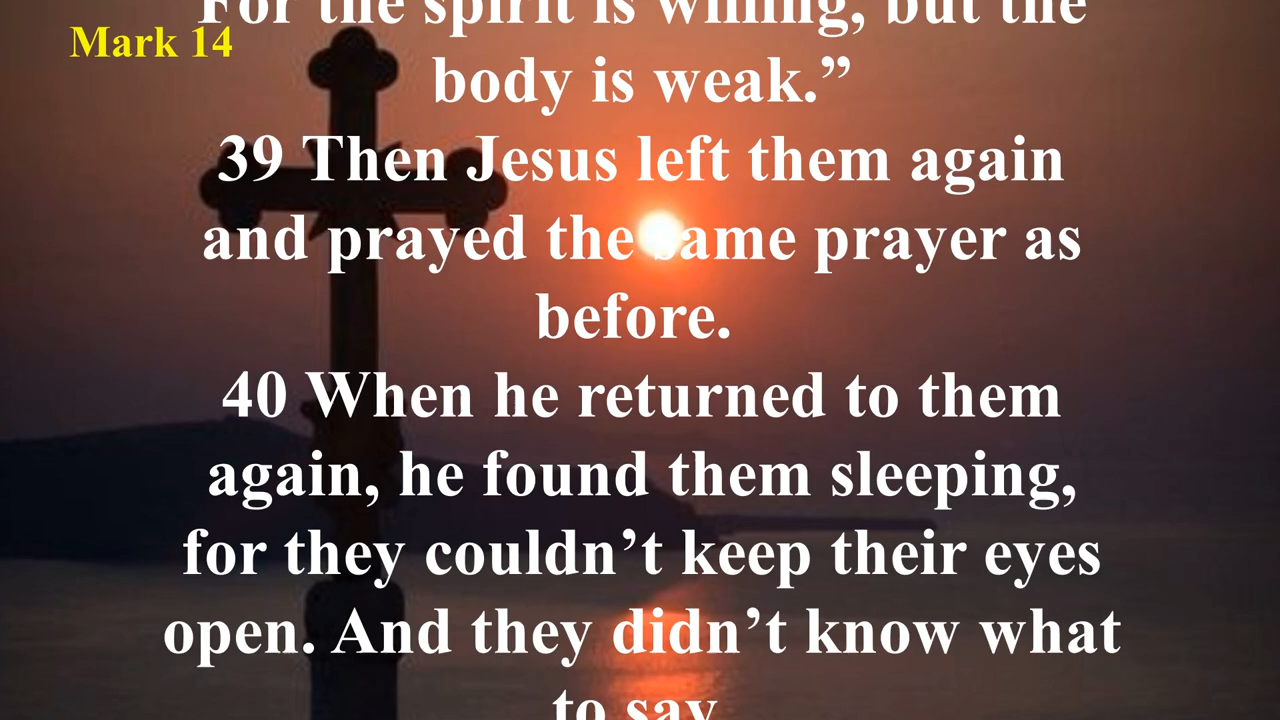 For the spirit is willing, but the
Mark 14
body is weak.”
39 Then Jesus left them again
and prayed the same prayer as
before.
40 When he returned to them
again, he found them sleeping,
for they couldn’t keep their eyes
open. And they didn’t know what
to say